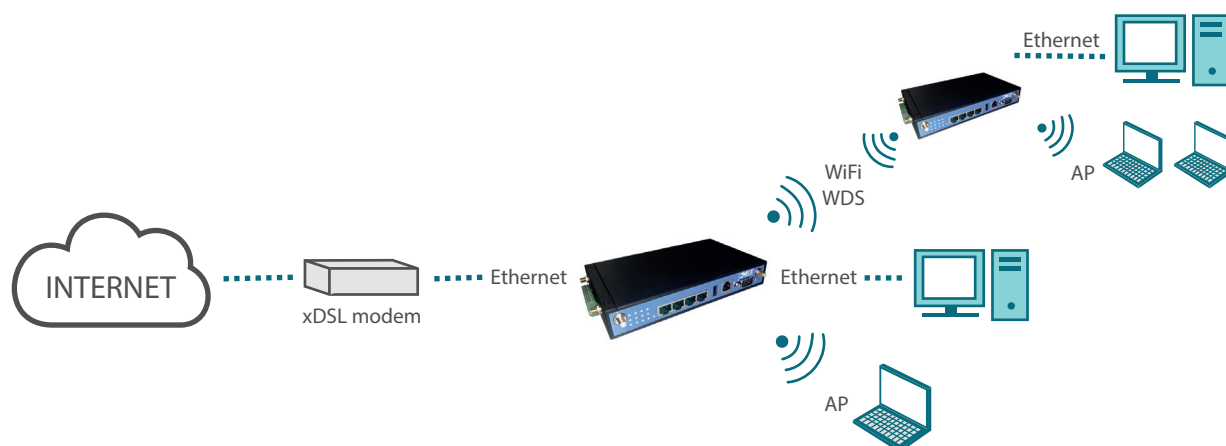 Ethernet
WiFi
WDS
AP
INTERNET
xDSL modem
Ethernet
Ethernet
AP